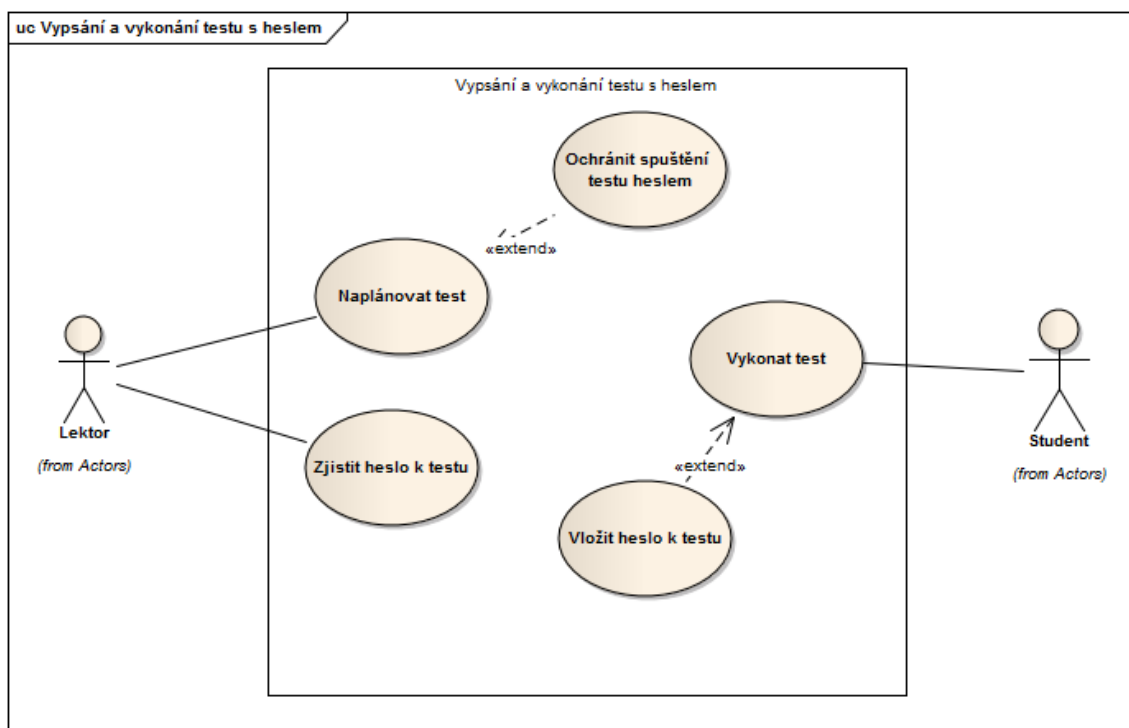 uc Vypsání a vykonání testu s heslem
Vypsání a vykonání testu s heslem
Ochránit spuštění
testu heslem
«extend»
Naplánovat test
Vykonat test
Lektor
(from Actors)
Student
(from Actors)
Zjistit heslo k testu
«extend»
Vložit heslo k testu